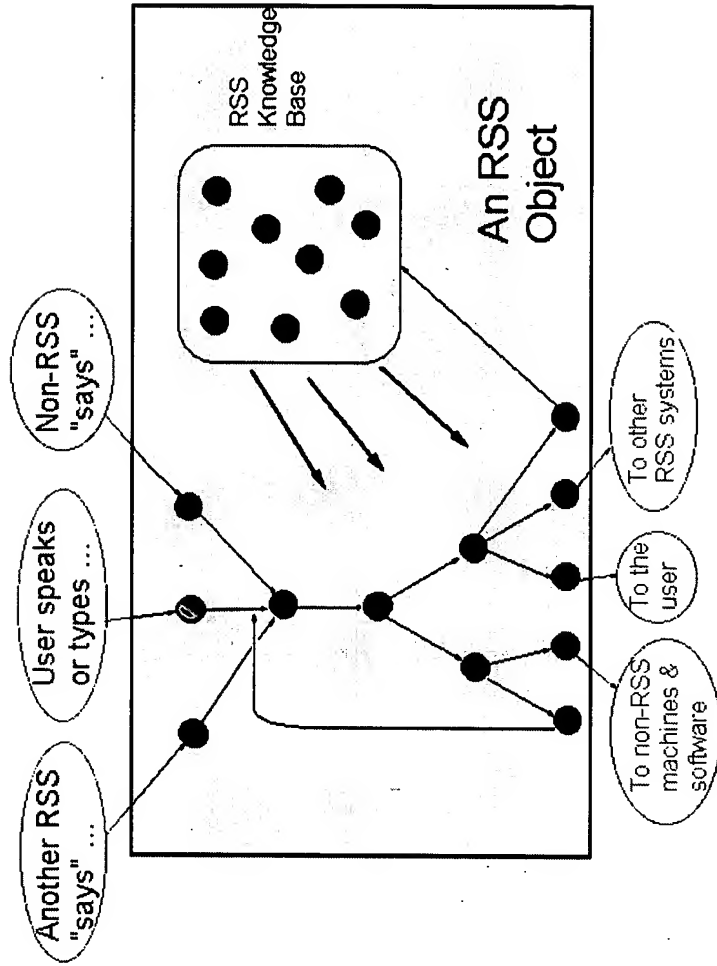 Another RSS
"says" ...
User speaks
or types ...
Non-RSS
"says" ...
RSS
Knowledge
Base
An RSS
Object
To non-RSS
machines &
software
To the
user
To other
RSS systems